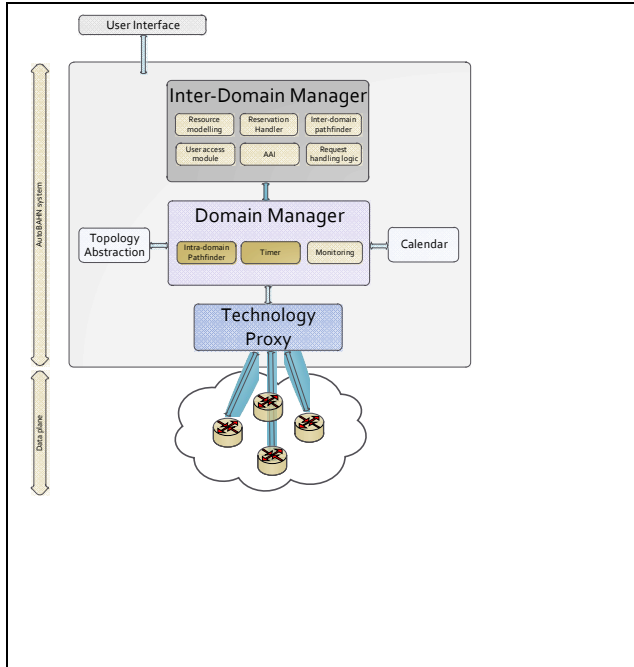 User Interface
Inter-Domain Manager
Resource
modelling
Reservation
Handler
Inter-domain
pathfinder
User access
module
AAI
Request
handling logic
AutoBAHN system
Domain Manager
Topology
Abstraction
Intra-domain
Pathfinder
Timer
Monitoring
Calendar
Technology
Proxy
Data plane